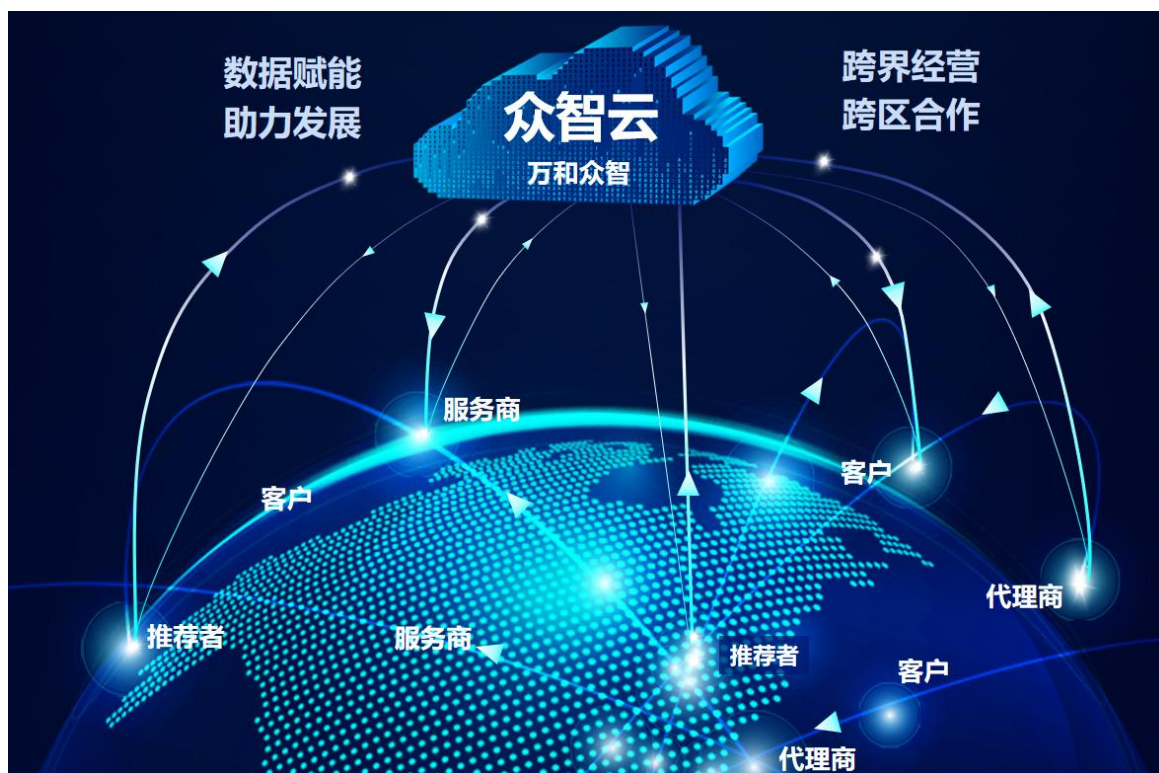 数据赋能
助力发展
众智云
万和众智
跨界经营
跨区合作
服务商
客户
客户
代理商
推荐者
服务商
推荐者
客户
代理商